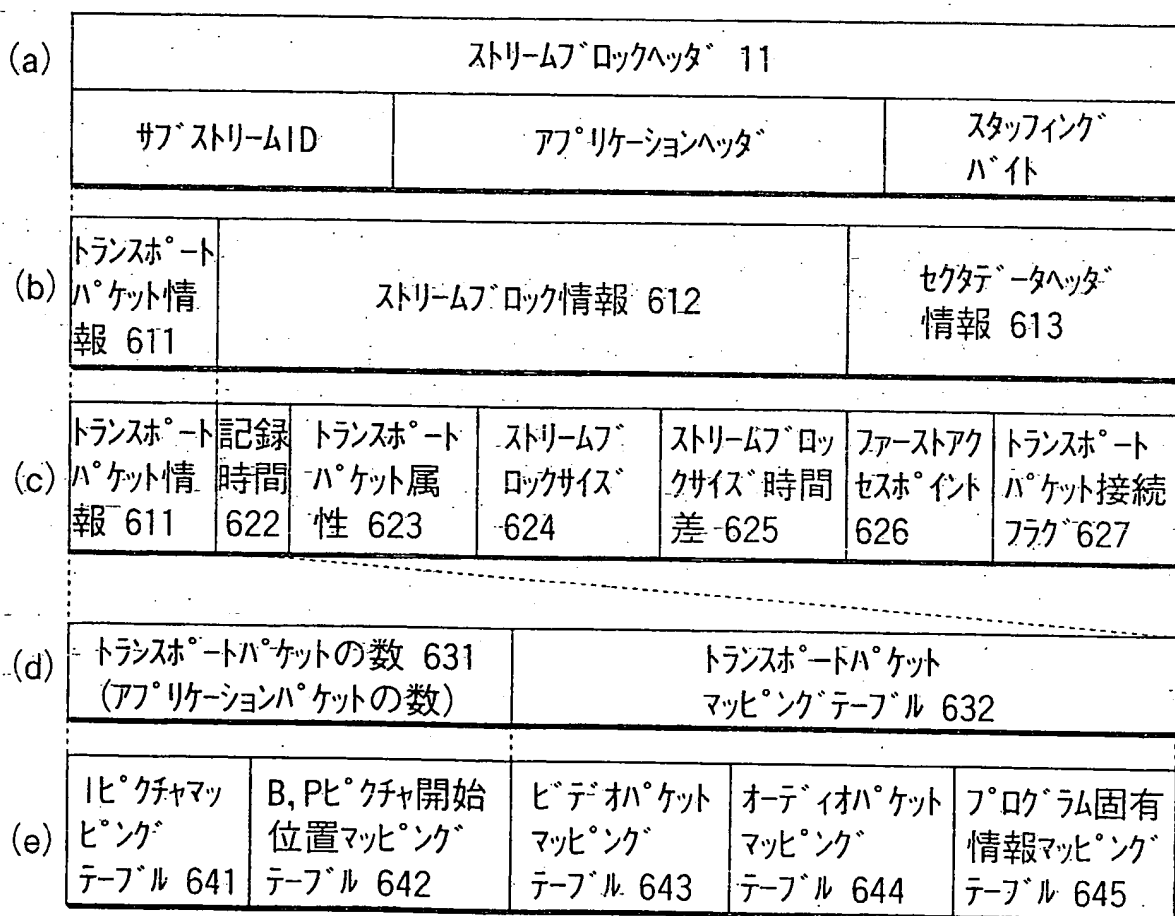 (a)
ストリームブロックヘッダ 11
サブストリームID
アプリケーションヘッダ
スタッフィング
バイト
(b)
トランスポート
パケット情
報 611
ストリームブロック情報 612
セクタデータヘッダ
情報 613
(c)
トランスポート
パケット情
報 611
記録
時間
622
トランスポート
パケット属
性 623
ストリームブ
ロックサイズ
624
ストリームブロッ
クサイズ時間
差 625
ファーストアク
セスポイント
626
トランスポート
パケット接続
フラグ627
(d)
トランスポートパケットの数 631
(アプリケーションパケットの数)
トランスポートパケット
マッピングテーブル 632
(e)
Iピクチャマッ
ピング
テーブル 641
B,Pピクチャ開始
位置マッピング
テーブル 642
ビデオパケット
マッピング
テーブル 643
オーディオパケット
マッピング
テーブル 644
プログラム固有
情報マッピング
テーブル 645